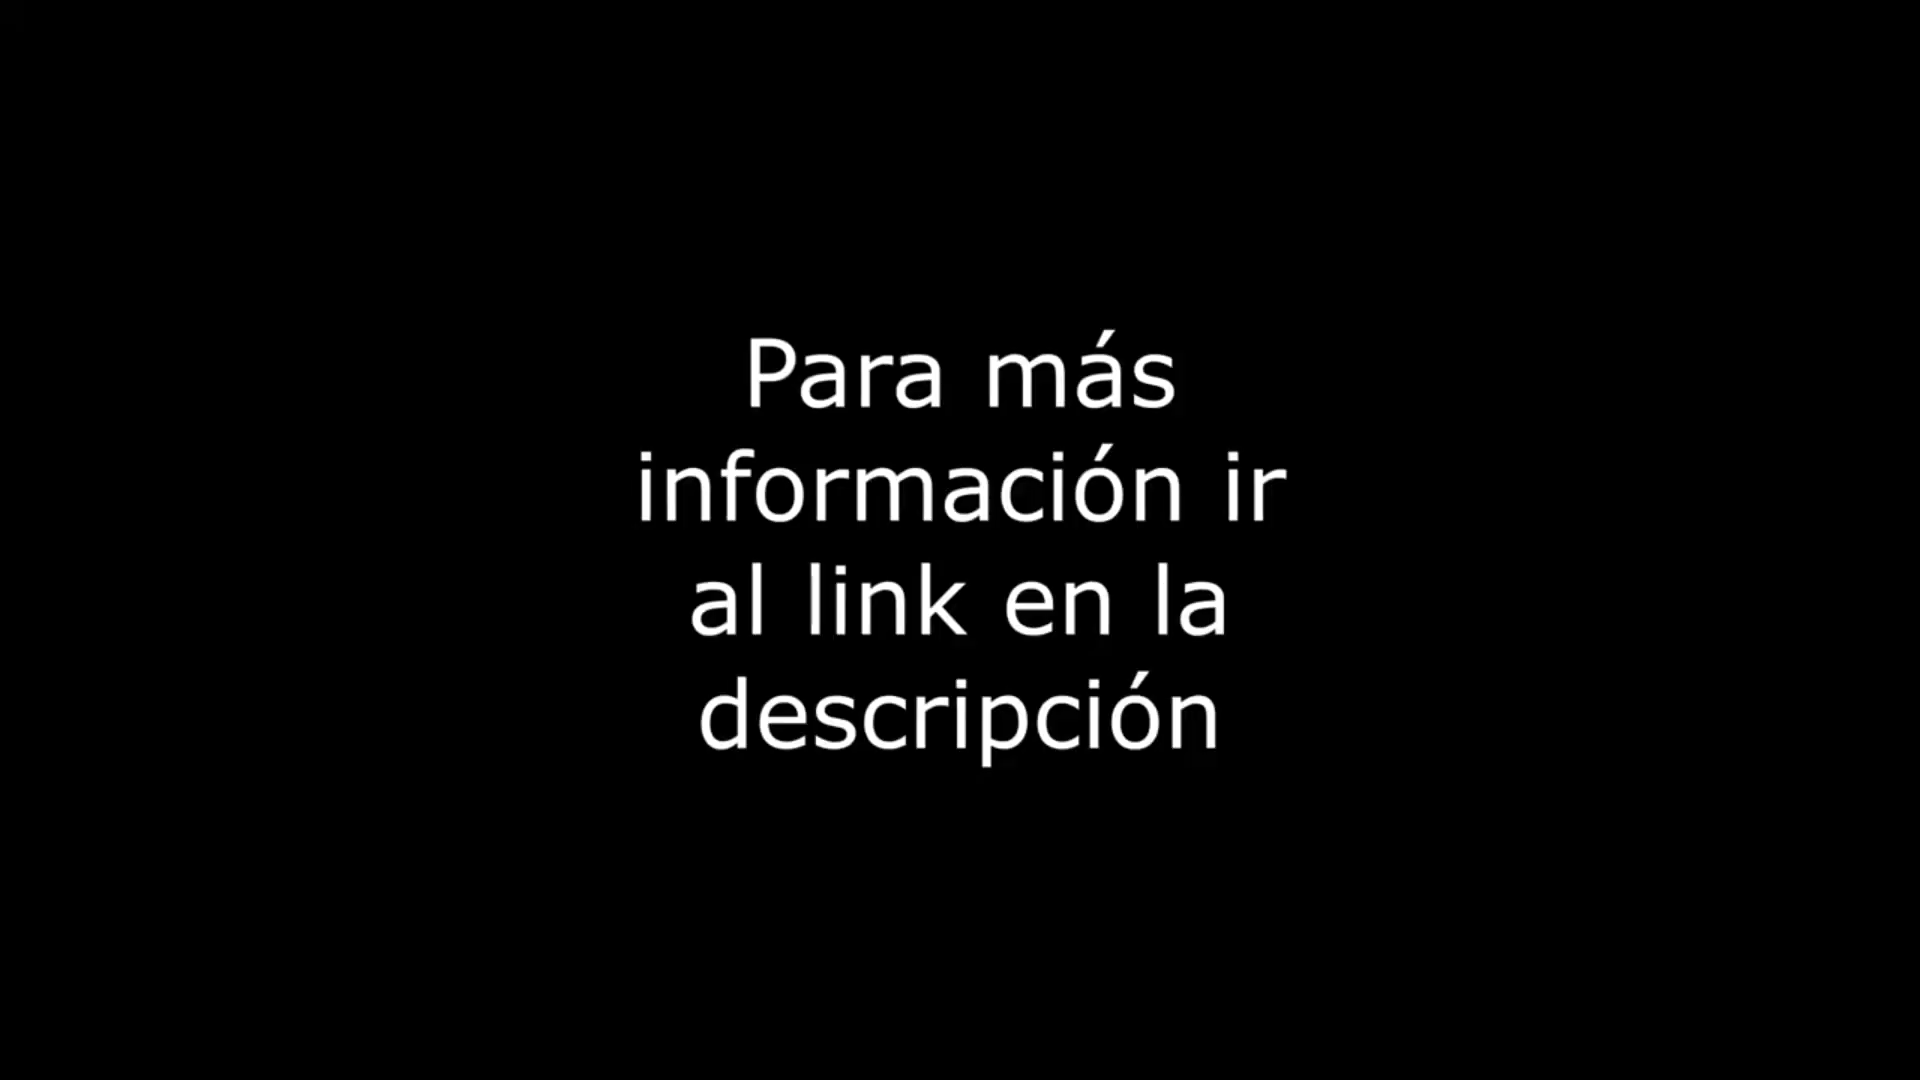 Para más
información ir
al link en la
descripción